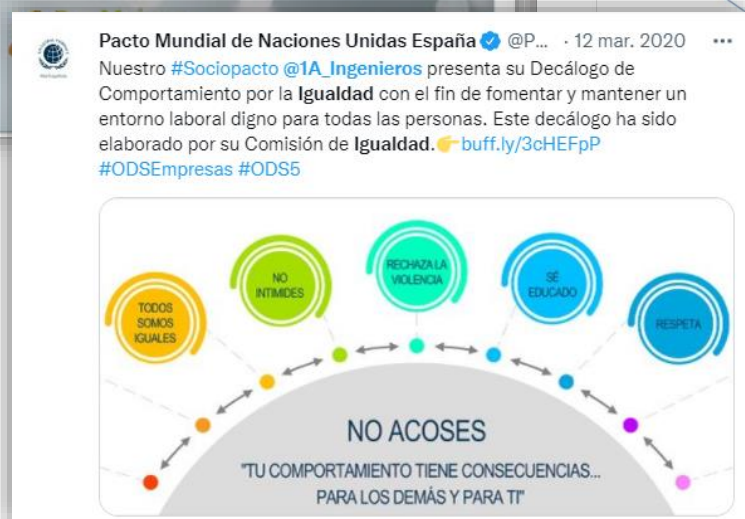 Pacto Mundial de Naciones Unidas España @P... · 12 mar. 2020 ···
Nuestro #Sociopacto @1A_Ingenieros presenta su Decálogo de
Comportamiento por la Igualdad con el fin de fomentar y mantener un
entorno laboral digno para todas las personas. Este decálogo ha sido
elaborado por su Comisión de Igualdad.👉buff.ly/3cHEFpP
#ODSEmpresas #ODS5
TODOS
SOMOS
IGUALES
NO
INTIMIDES
RECHAZA LA
VIOLENCIA
SÉ
EDUCADO
RESPETA
NO ACOSES
"TU COMPORTAMIENTO TIENE CONSECUENCIAS...
PARA LOS DEMÁS Y PARA TI"